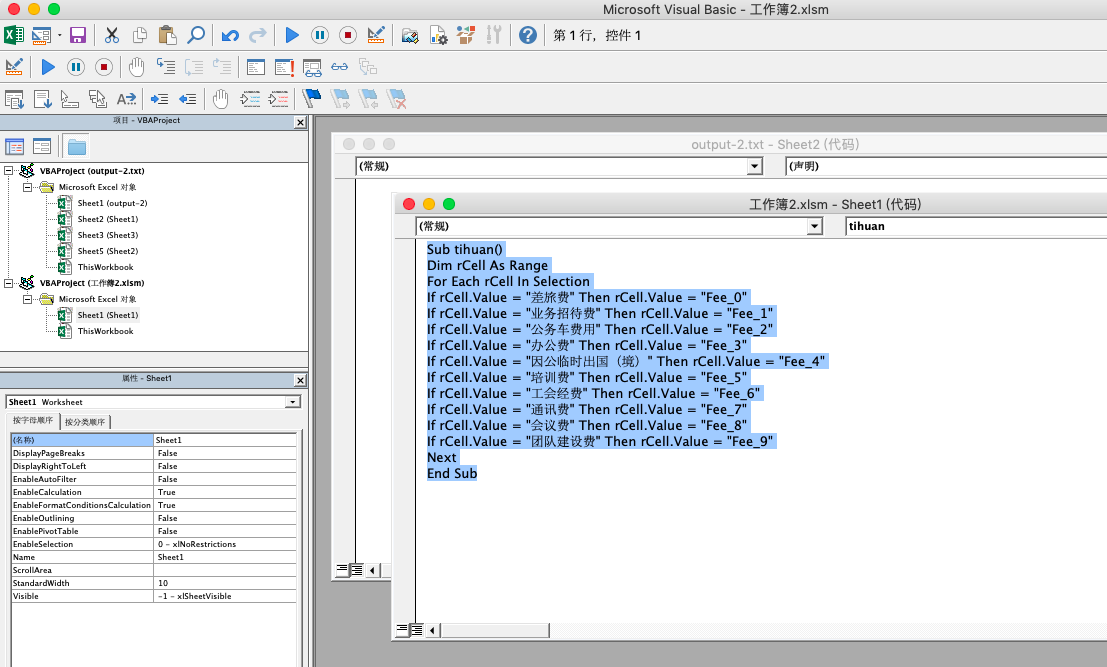 Microsoft Visual Basic - 工作簿2.xlsm
第 1 行，控件 1
项目 - VBAProject
VBAProject (output-2.txt)
Microsoft Excel 对象
Sheet1 (output-2)
Sheet2 (Sheet1)
Sheet3 (Sheet3)
Sheet5 (Sheet2)
ThisWorkbook
VBAProject (工作簿2.xlsm)
Microsoft Excel 对象
Sheet1 (Sheet1)
ThisWorkbook
属性 - Sheet1
Sheet1 Worksheet
按字母顺序 按分类顺序
(名称) Sheet1
DisplayPageBreaks False
DisplayRightToLeft False
EnableAutoFilter False
EnableCalculation True
EnableFormatConditionsCalculation True
EnableOutlining False
EnablePivotTable False
EnableSelection 0 - xlNoRestrictions
Name Sheet1
ScrollArea
StandardWidth 10
Visible -1 - xlSheetVisible
output-2.txt - Sheet2 (代码)
(常规) (声明)
工作簿2.xlsm - Sheet1 (代码)
(常规) tihuan
Sub tihuan()
Dim rCell As Range
For Each rCell In Selection
If rCell.Value = "差旅费" Then rCell.Value = "Fee_0"
If rCell.Value = "业务招待费" Then rCell.Value = "Fee_1"
If rCell.Value = "公务车费用" Then rCell.Value = "Fee_2"
If rCell.Value = "办公费" Then rCell.Value = "Fee_3"
If rCell.Value = "因公临时出国（境）" Then rCell.Value = "Fee_4"
If rCell.Value = "培训费" Then rCell.Value = "Fee_5"
If rCell.Value = "工会经费" Then rCell.Value = "Fee_6"
If rCell.Value = "通讯费" Then rCell.Value = "Fee_7"
If rCell.Value = "会议费" Then rCell.Value = "Fee_8"
If rCell.Value = "团队建设费" Then rCell.Value = "Fee_9"
Next
End Sub